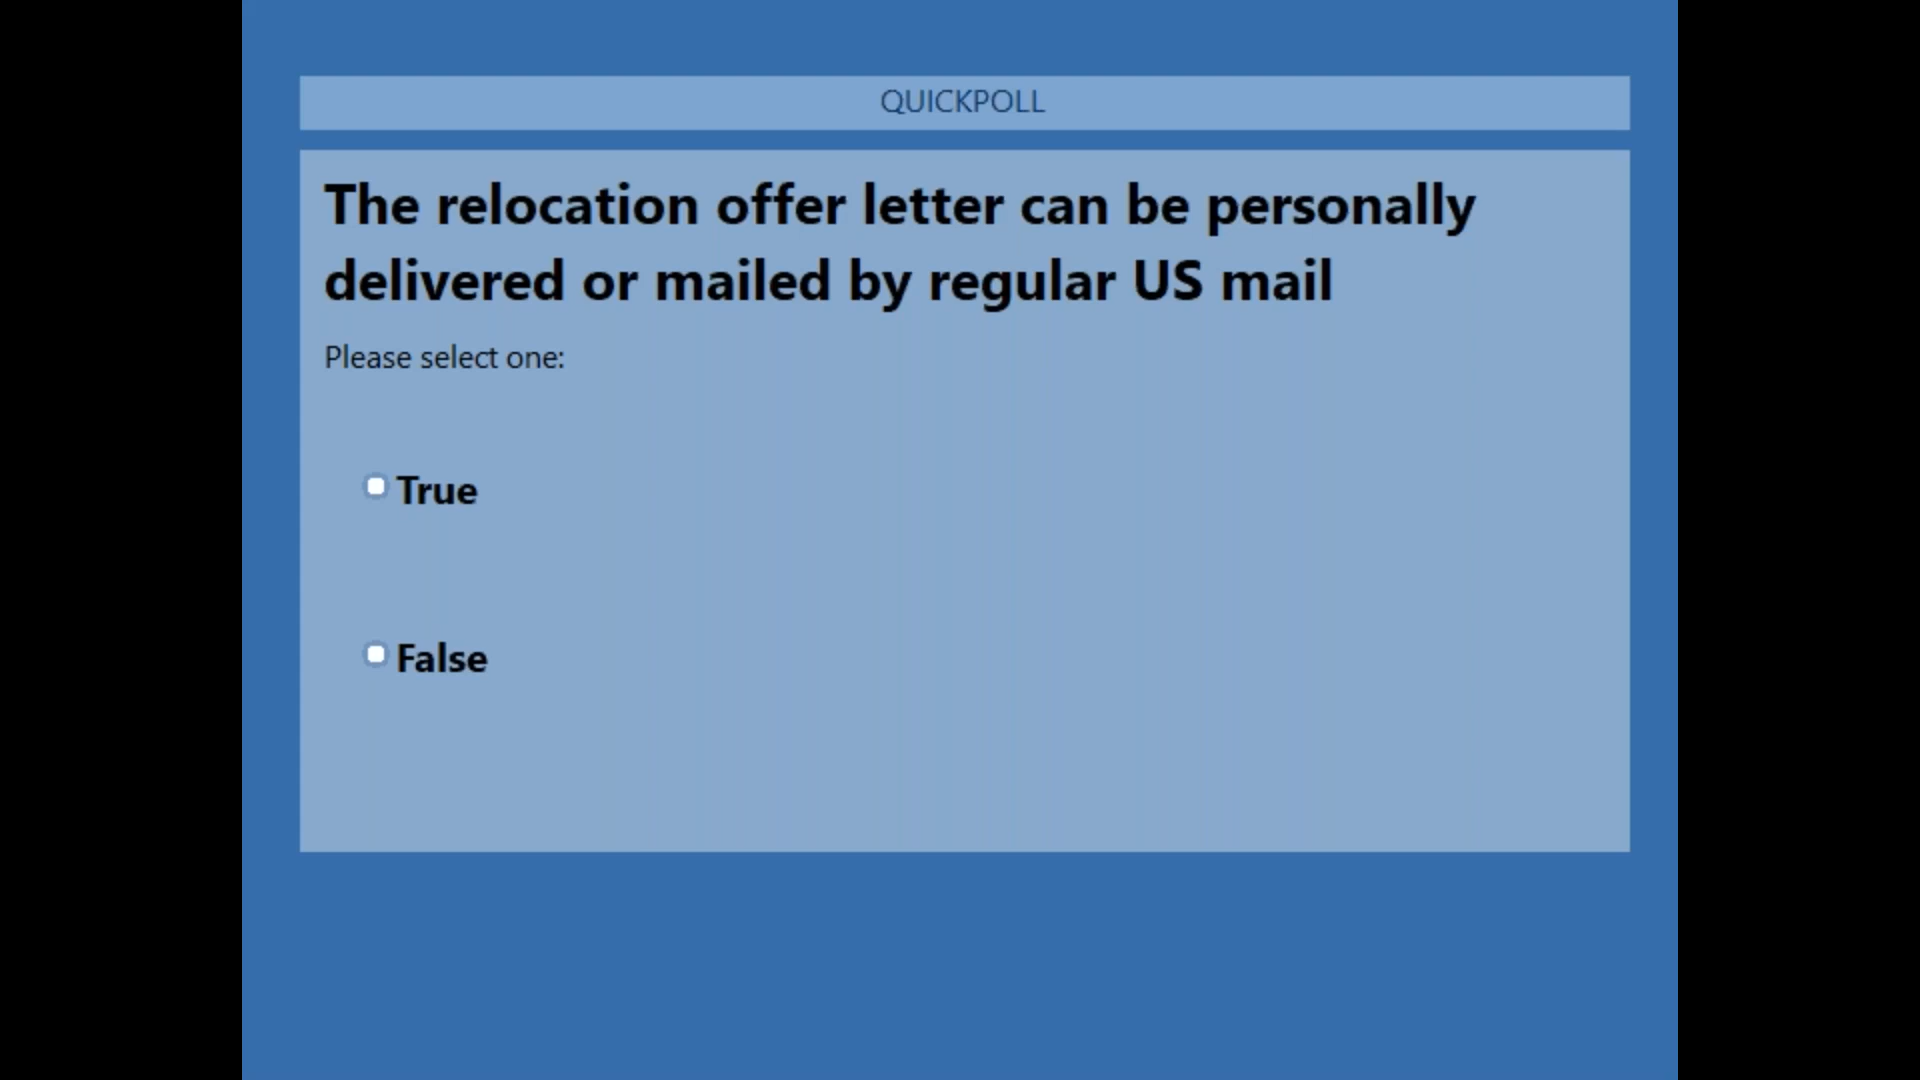 QUICKPOLL
The relocation offer letter can be personally
delivered or mailed by regular US mail
Please select one:
True
False